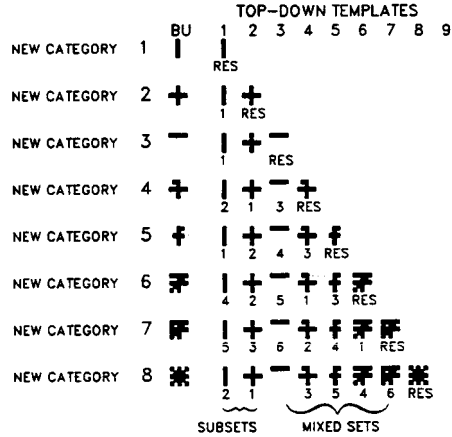 TOP-DOWN TEMPLATES
BU 1 2 3 4 5 6 7 8 9
NEW CATEGORY 1
RES
NEW CATEGORY 2
1 RES
NEW CATEGORY 3
1 RES
NEW CATEGORY 4
2 1 3 RES
NEW CATEGORY 5
1 2 4 3 RES
NEW CATEGORY 6
4 2 5 1 3 RES
NEW CATEGORY 7
5 3 6 2 4 1 RES
NEW CATEGORY 8
2 1 3 5 4 6 RES
SUBSETS MIXED SETS